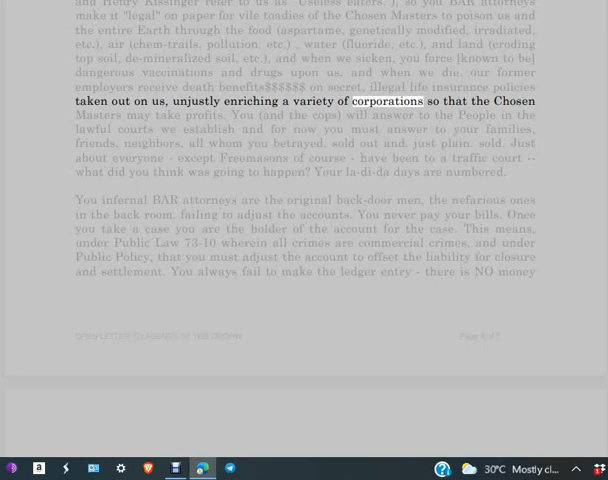 and Henry Kissinger refer to us as "Useless eaters."), so you BAR attorneys
make it "legal" on paper for vile toadies of the Chosen Masters to poison us and
the entire Earth through the food (aspartame, genetically modified, irradiated,
etc.), air (chem-trails, pollution, etc.) , water (fluoride, etc.), and land (eroding
top soil, de-mineralized soil, etc.), and when we sicken, you force [known to be]
dangerous vaccinations and drugs upon us, and when we die, our former
employers receive death benefits$$$$$$ on secret, illegal life insurance policies
taken out on us, unjustly enriching a variety of corporations so that the Chosen
Masters may take profits. You (and the cops) will answer to the People in the
lawful courts we establish and for now you must answer to your families,
friends, neighbors, all whom you betrayed, sold out and, just plain, sold. Just
about everyone - except Freemasons of course - have been to a traffic court --
what did you think was going to happen? Your la-di-da days are numbered.
You infernal BAR attorneys are the original back-door men, the nefarious ones
in the back room, failing to adjust the accounts. You never pay your bills. Once
you take a case you are the holder of the account for the case. This means,
under Public Law 73-10 wherein all crimes are commercial crimes, and under
Public Policy, that you must adjust the account to offset the liability for closure
and settlement. You always fail to make the ledger entry - there is NO money
OPEN LETTER TO AGENTS OF THE CROWN Page 4 of 7
30°C Mostly cl...